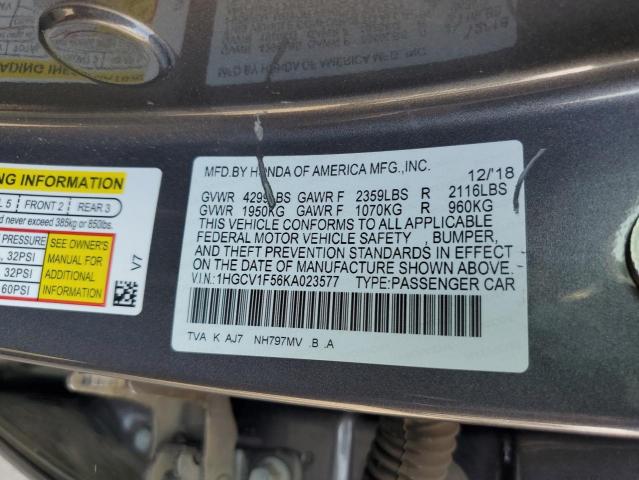 12/'18
MFD.BY HONDA OF AMERICA MFG.,INC.
GVWR 4299LBS GAWR F 2359LBS R 2116LBS
GVWR 1950KG GAWR F 1070KG R 960KG
THIS VEHICLE CONFORMS TO ALL APPLICABLE
FEDERAL MOTOR VEHICLE SAFETY , BUMPER,
AND THEFT PREVENTION STANDARDS IN EFFECT
ON THE DATE OF MANUFACTURE SHOWN ABOVE.
V.I.N.:1HGCV1F56KA023577 TYPE:PASSENGER CAR
TVA K AJ7 NH797MV .B .A
NG INFORMATION
L 5 FRONT 2 REAR 3
d never exceed 385kg or 850lbs.
PRESSURE
, 32PSI
, 32PSI
60PSI
SEE OWNER'S
MANUAL FOR
ADDITIONAL
INFORMATION
V7